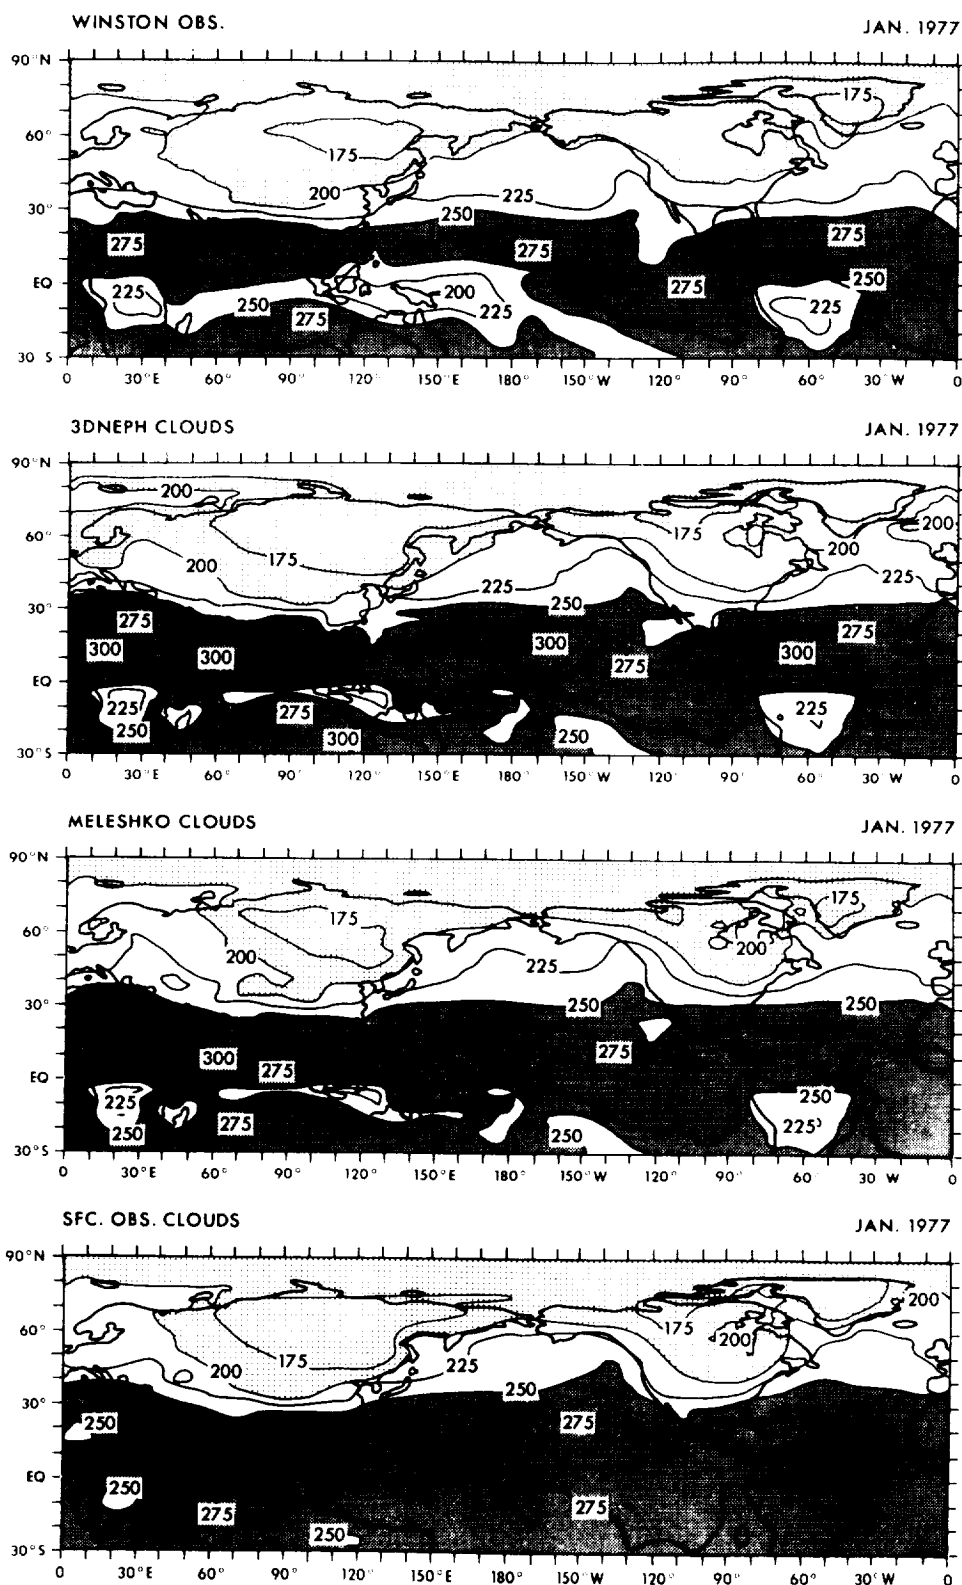 WINSTON OBS. JAN. 1977
90°N
175
60°
175
200 225
30° 250
275 275 275
EQ 250
225 250 200 225 275 225
275
30 S
0 30°E 60° 90° 120° 150°E 180° 150°W 120° 90° 60° 30°W 0
3DNEPH CLOUDS JAN. 1977
90°N
200 200
60° 175 175 200
200 225 225
30° 250
275 275
300 300 300 275 300
EQ
225 275 225
250 300 250
30°S
0 30°E 60° 90° 120° 150°E 180° 150°W 120° 90° 60° 30°W 0
MELESHKO CLOUDS JAN. 1977
90°N
175 175
60°
200 225 200
30° 250 250
300 275 275
EQ
225 250
250 275 250 225
30°S
0 30°E 60° 90° 120° 150°E 180° 150°W 120° 90° 60° 30 W 0
SFC. OBS. CLOUDS JAN. 1977
90°N
200
60° 175 200
200 175 225
30° 250
250 275
EQ
250
275 275
250
30°S
0 30°E 60° 90° 120° 150°E 180° 150°W 120° 90° 60° 30°W 0